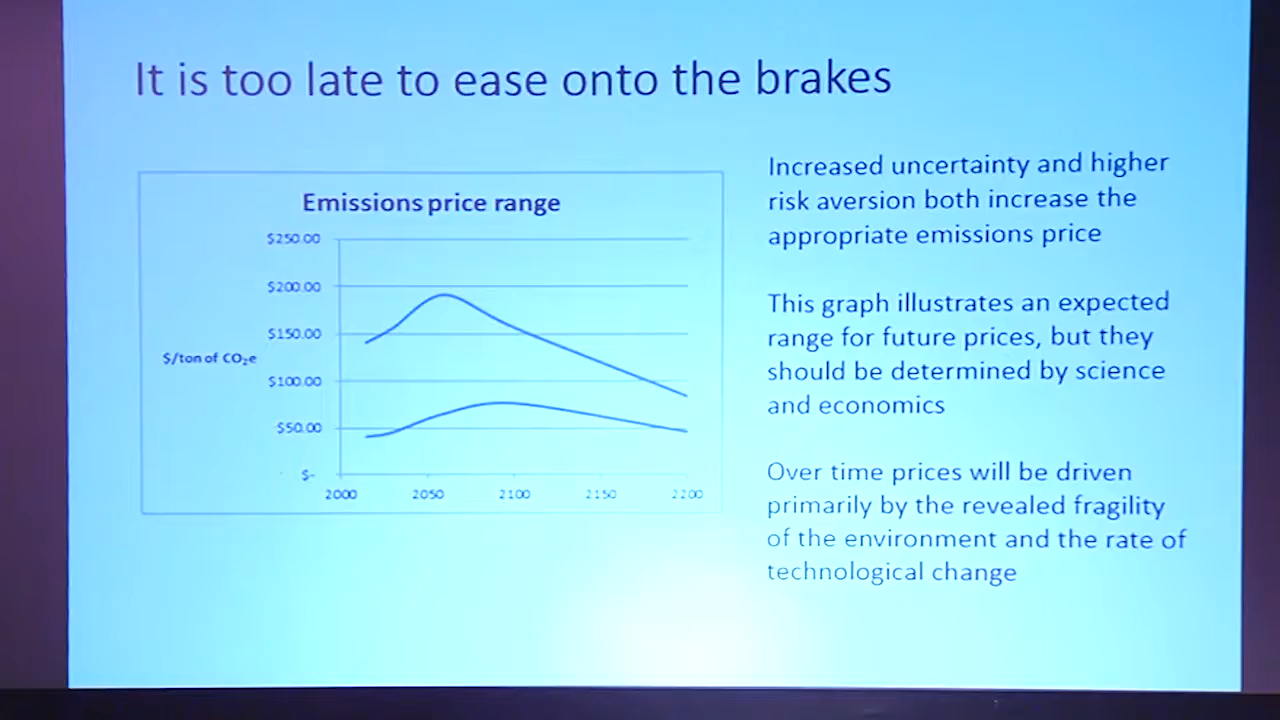 It is too late to ease onto the brakes
Emissions price range
$250.00
$200.00
$150.00
$/ton of CO₂e
$100.00
$50.00
$-
2000 2050 2100 2150 2200
Increased uncertainty and higher
risk aversion both increase the
appropriate emissions price
This graph illustrates an expected
range for future prices, but they
should be determined by science
and economics
Over time prices will be driven
primarily by the revealed fragility
of the environment and the rate of
technological change